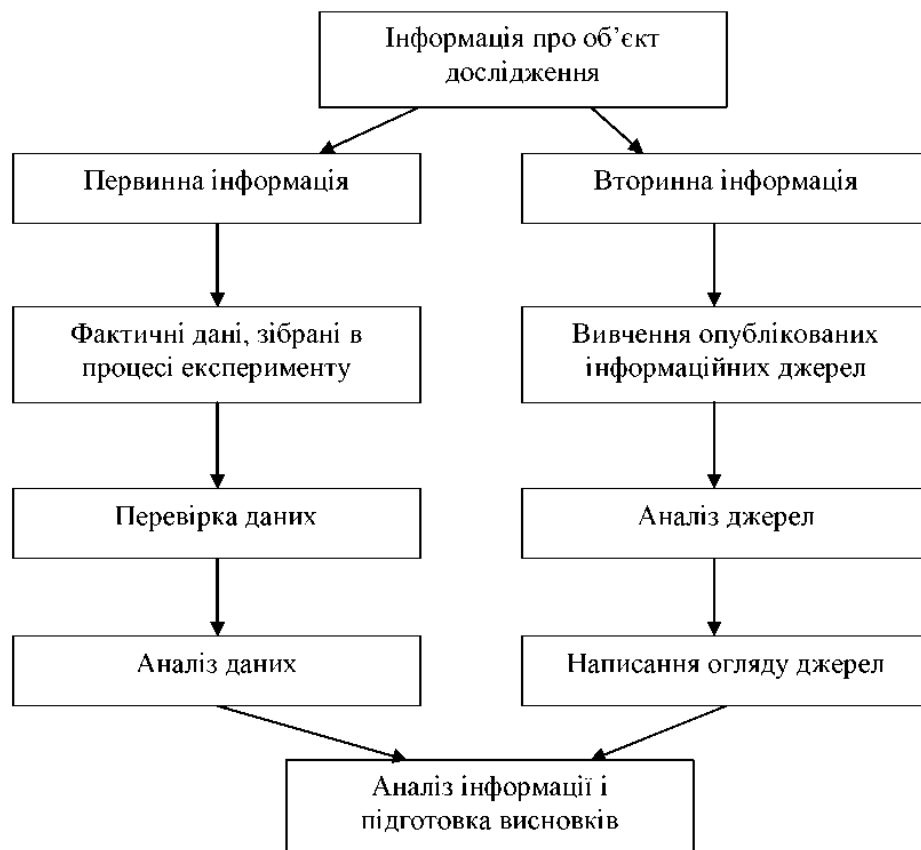 Інформація про об’єкт
дослідження
Первинна інформація
Вторинна інформація
Фактичні дані, зібрані в
процесі експерименту
Вивчення опублікованих
інформаційних джерел
Перевірка даних
Аналіз джерел
Аналіз даних
Написання огляду джерел
Аналіз інформації і
підготовка висновків